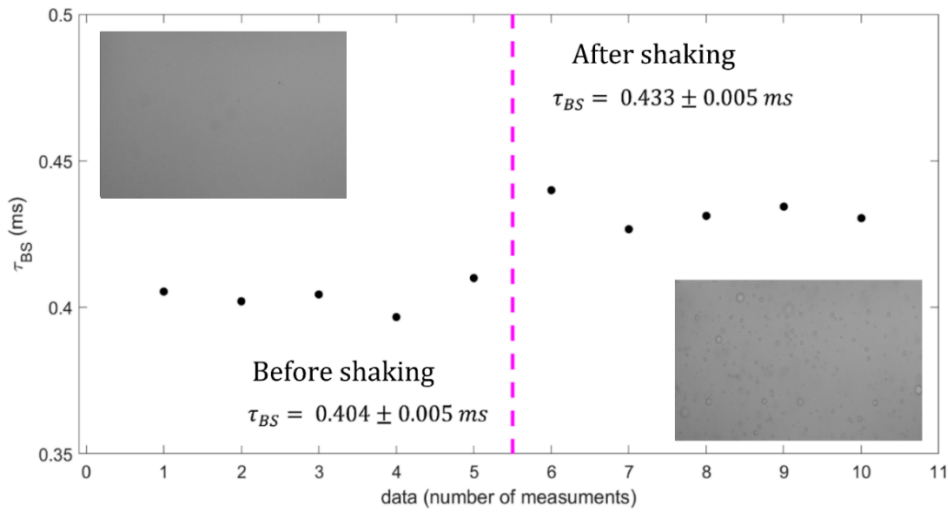 0.5
0.45
0.4
0.35
τBS (ms)
After shaking
τBS = 0.433 ± 0.005 ms
Before shaking
τBS = 0.404 ± 0.005 ms
0 1 2 3 4 5 6 7 8 9 10 11
data (number of measuments)